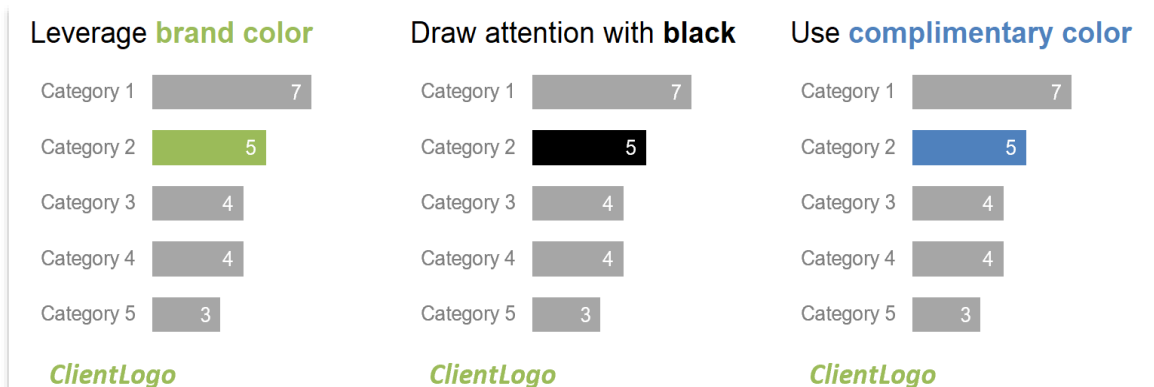 Leverage brand color
Category 1 7
Category 2 5
Category 3 4
Category 4 4
Category 5 3
ClientLogo
Draw attention with black
Category 1 7
Category 2 5
Category 3 4
Category 4 4
Category 5 3
ClientLogo
Use complimentary color
Category 1 7
Category 2 5
Category 3 4
Category 4 4
Category 5 3
ClientLogo